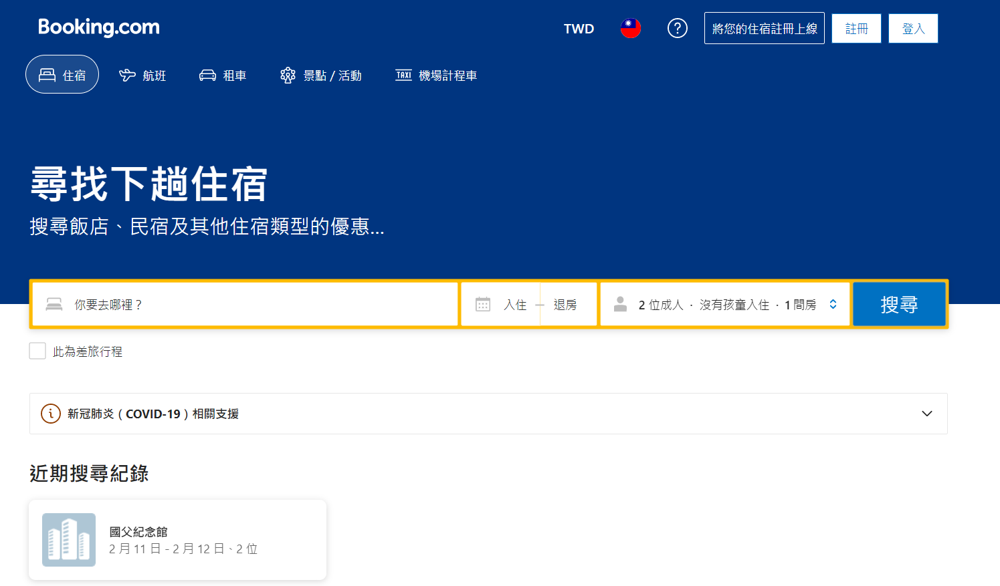 Booking.com
TWD
?
將您的住宿註冊上線
註冊
登入
住宿
航班
租車
景點 / 活動
TAXI
機場計程車
尋找下趟住宿
搜尋飯店、民宿及其他住宿類型的優惠...
你要去哪裡？
入住 — 退房
2 位成人 · 沒有孩童入住 · 1 間房
搜尋
此為差旅行程
新冠肺炎（COVID-19）相關支援
近期搜尋紀錄
國父紀念館
2 月 11 日 - 2 月 12 日、2 位